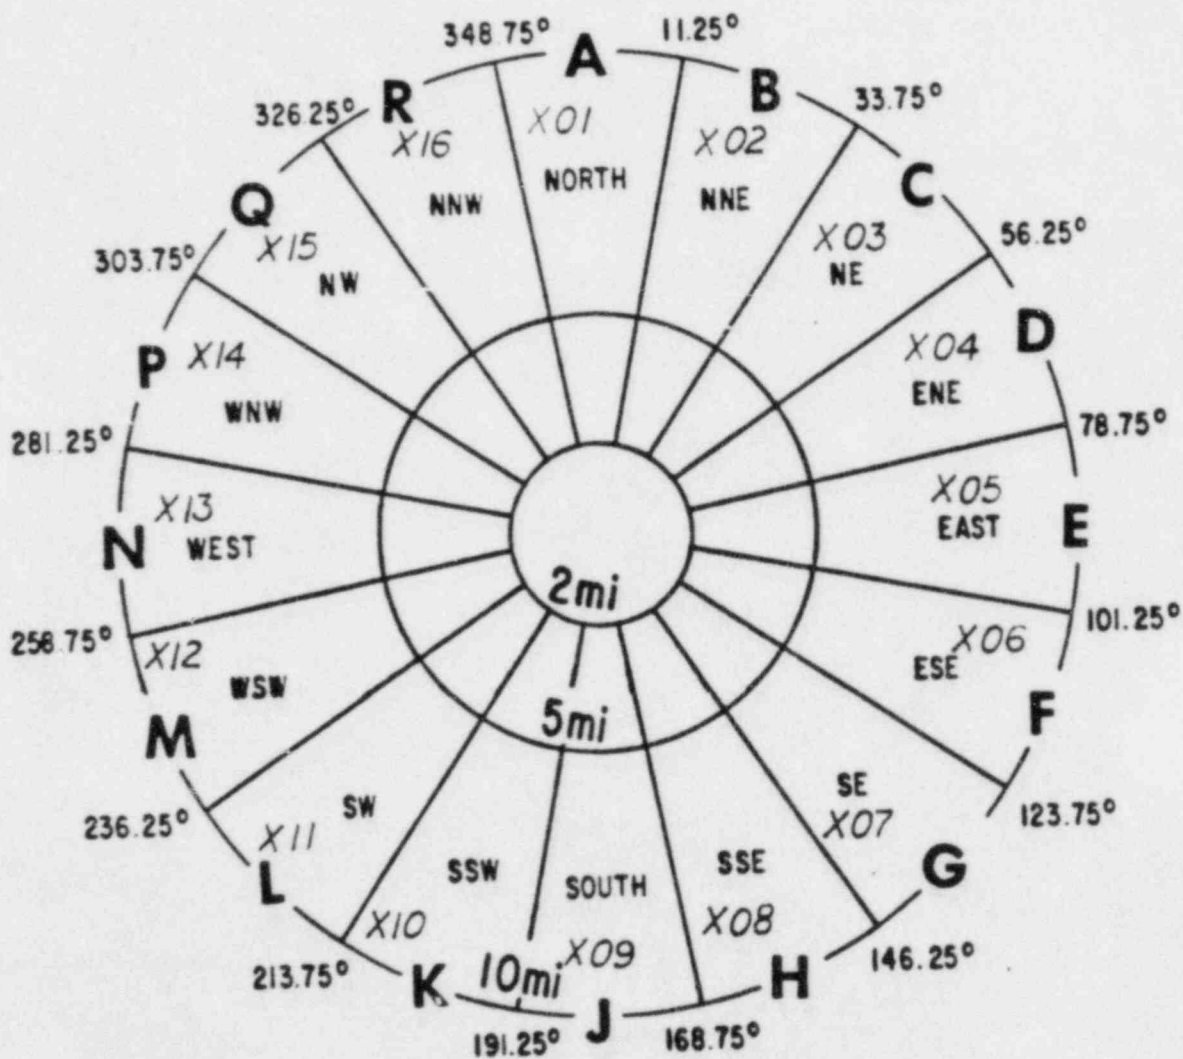 348.75° A 11.25°
R B
326.25° 33.75°
X16 X01 X02
NNW NORTH NNE
Q C
X15 X03
NW NE
303.75° 56.25°
P X14 X04 D
WNW ENE
281.25° 78.75°
X13 X05
N WEST EAST E
2mi
258.75° 101.25°
X12 X06
WSW ESE
M 5mi F
236.25° 123.75°
SW SE
X11 X07
L SSW SOUTH SSE G
X10 X09 X08
213.75° 146.25°
K 10mi J H
191.25° 168.75°